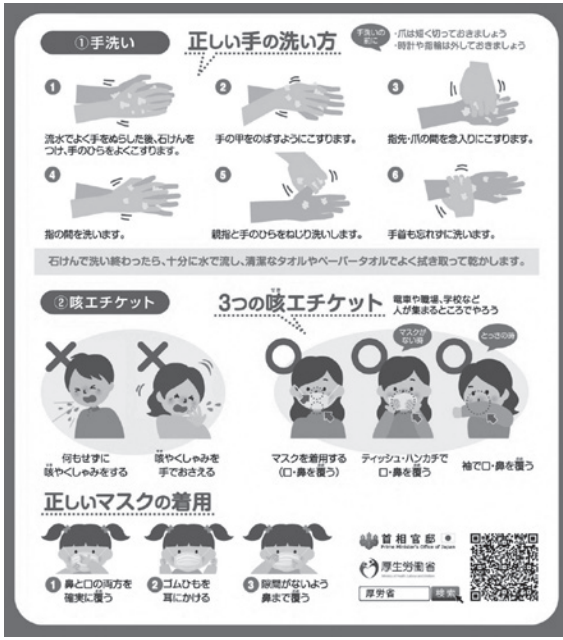 ①手洗い
正しい手の洗い方
手洗いの
前に
・爪は短く切っておきましょう
・時計や指輪は外しておきましょう
1
流水でよく手をぬらした後、石けんを
つけ、手のひらをよくこすります。
2
手の甲をのばすようにこすります。
3
指先・爪の間を念入りにこすります。
4
指の間を洗います。
5
親指と手のひらをねじり洗いします。
6
手首も忘れずに洗います。
石けんで洗い終わったら、十分に水で流し、清潔なタオルやペーパータオルでよく拭き取って乾かします。
②咳エチケット
3つの咳エチケット
電車や職場、学校など
人が集まるところでやろう
何もせずに
咳やくしゃみをする
咳やくしゃみを
手でおさえる
マスクを着用する
(口・鼻を覆う)
マスクが
ない時
ティッシュ・ハンカチで
口・鼻を覆う
とっさの時
袖で口・鼻を覆う
正しいマスクの着用
1 鼻と口の両方を
確実に覆う
2 ゴムひもを
耳にかける
3 隙間がないよう
鼻まで覆う
首相官邸
Prime Minister's Office of Japan
厚生労働省
厚労省 検索